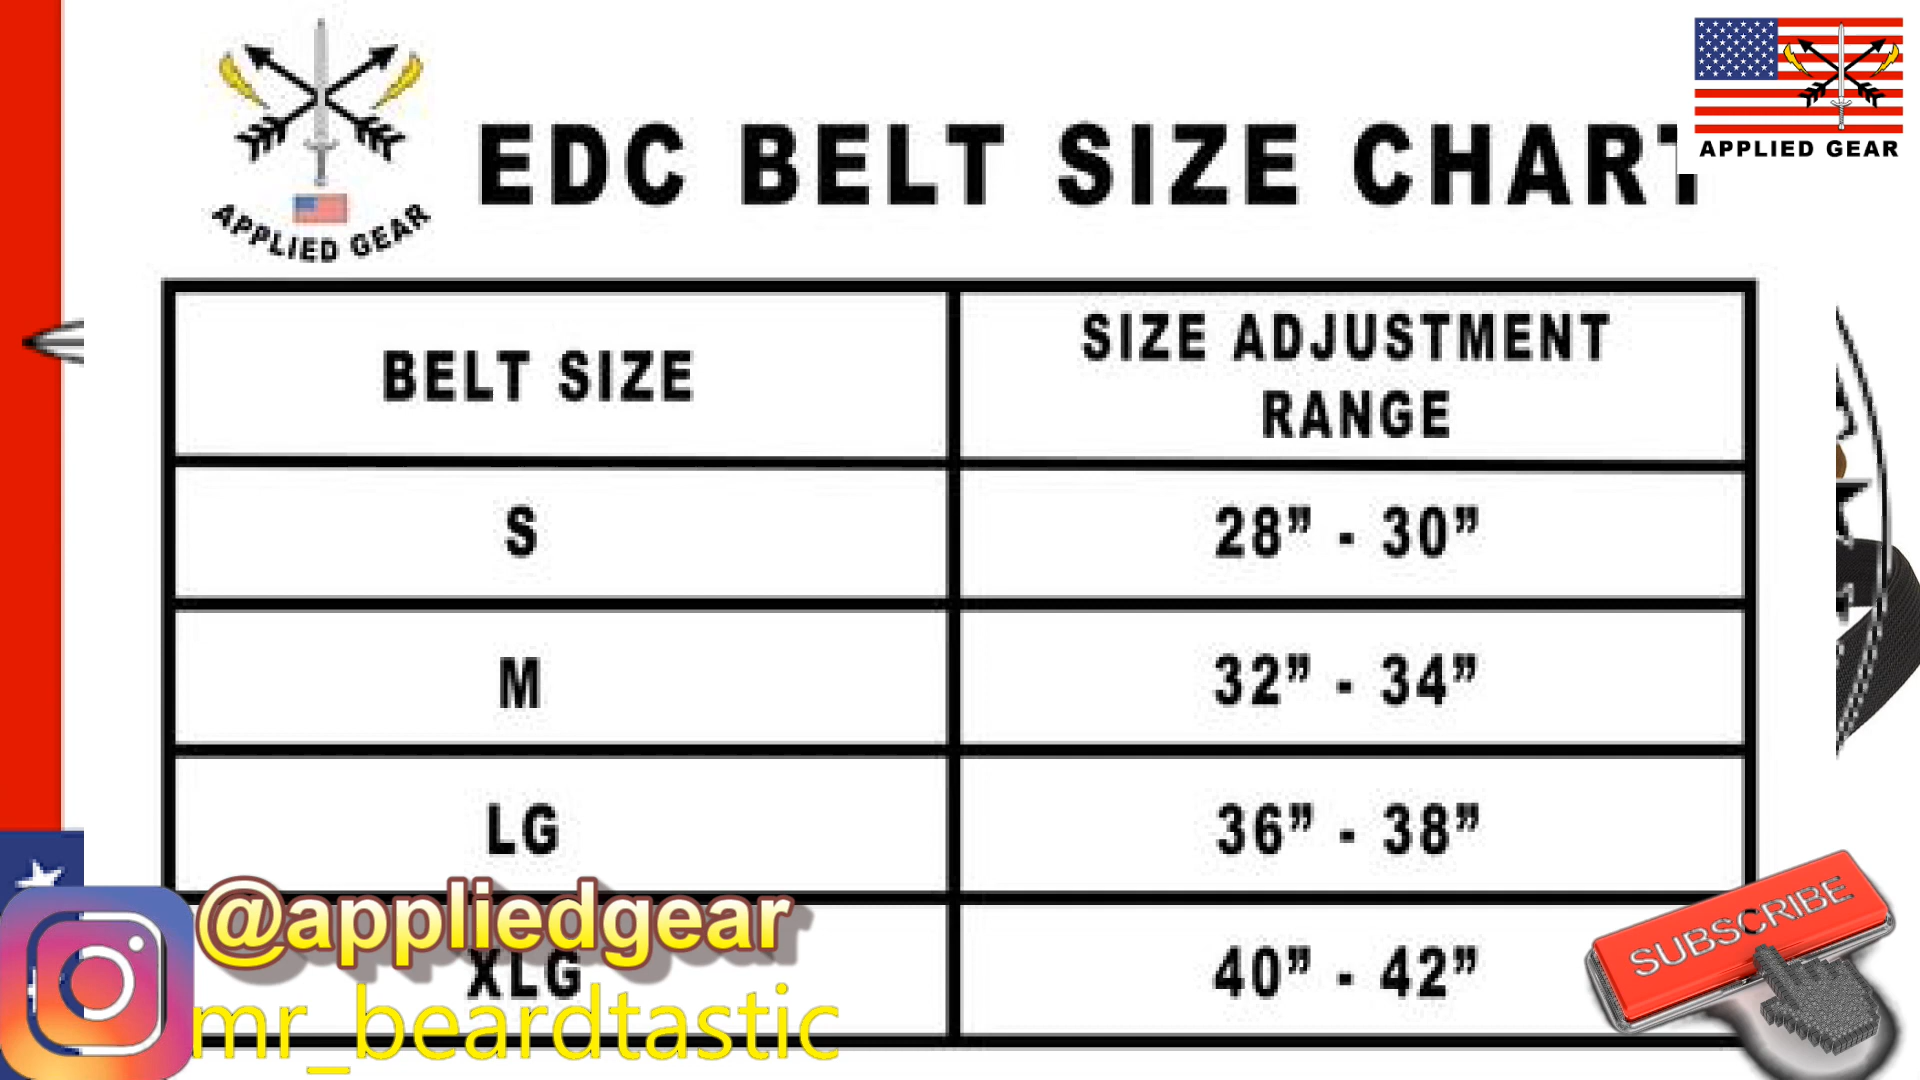 APPLIED GEAR
EDC BELT SIZE CHART
APPLIED GEAR
BELT SIZE
SIZE ADJUSTMENT
RANGE
S
28” - 30”
M
32” - 34”
LG
36” - 38”
XLG
40” - 42”
@appliedgear
mr_beardtastic
SUBSCRIBE